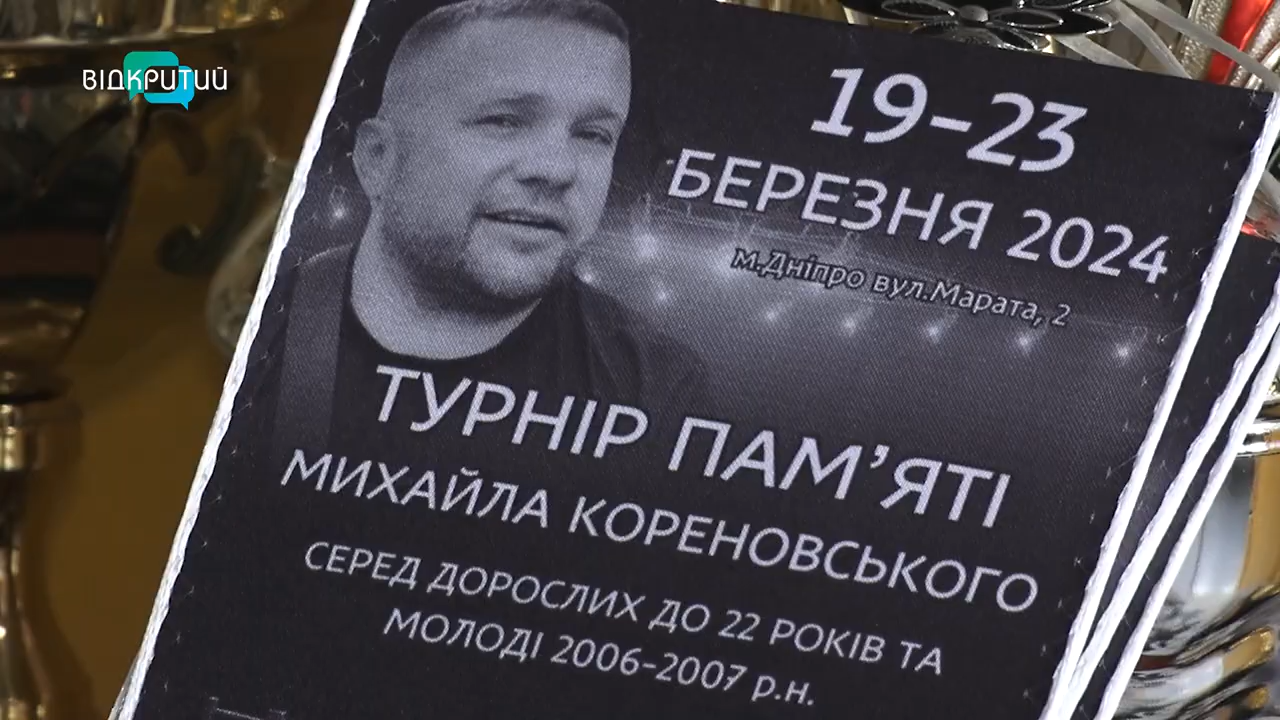 ВІДКРИТИЙ
19-23
БЕРЕЗНЯ 2024
м.Дніпро вул.Марата, 2
ТУРНІР ПАМ’ЯТІ
МИХАЙЛА КОРЕНОВСЬКОГО
СЕРЕД ДОРОСЛИХ ДО 22 РОКІВ ТА
МОЛОДІ 2006-2007 р.н.